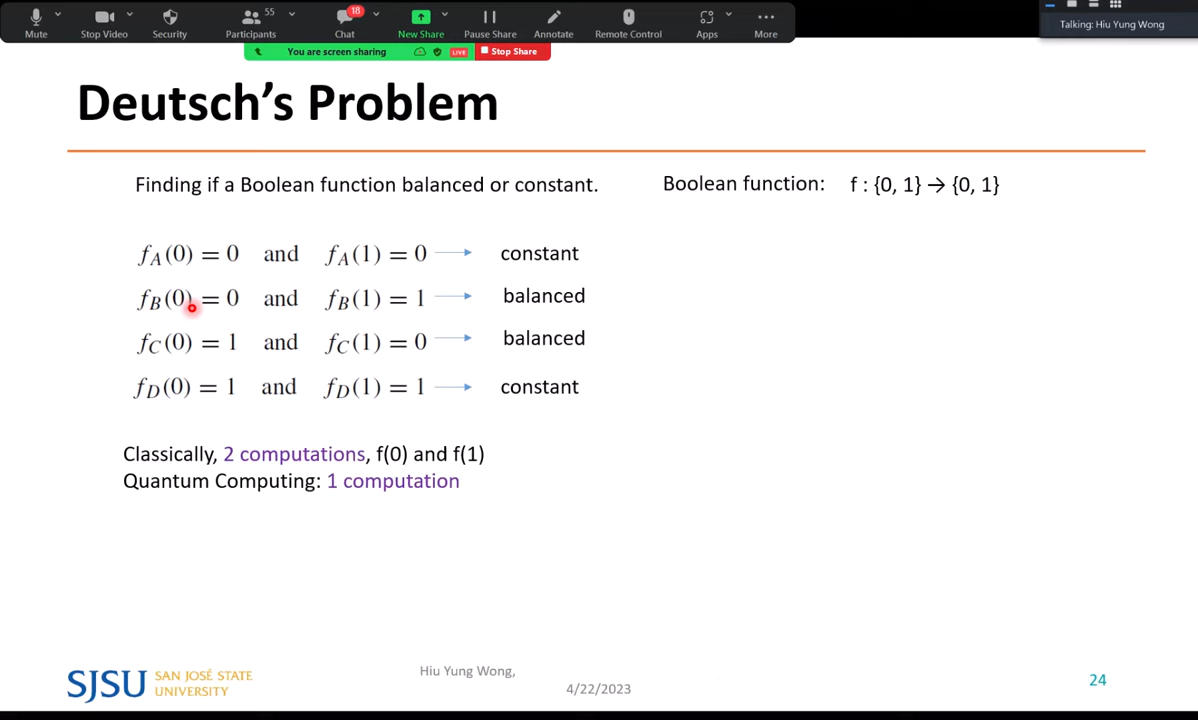 55
18
Mute
Stop Video
Security
Participants
Chat
New Share
Pause Share
Annotate
Remote Control
Apps
More
Talking: Hiu Yung Wong
You are screen sharing
LIVE
Stop Share
Deutsch's Problem
Finding if a Boolean function balanced or constant.
Boolean function: f : {0, 1} → {0, 1}
f_A(0) = 0 and f_A(1) = 0 → constant
f_B(0) = 0 and f_B(1) = 1 → balanced
f_C(0) = 1 and f_C(1) = 0 → balanced
f_D(0) = 1 and f_D(1) = 1 → constant
Classically, 2 computations, f(0) and f(1)
Quantum Computing: 1 computation
SJSU SAN JOSÉ STATE
UNIVERSITY
Hiu Yung Wong,
4/22/2023
24